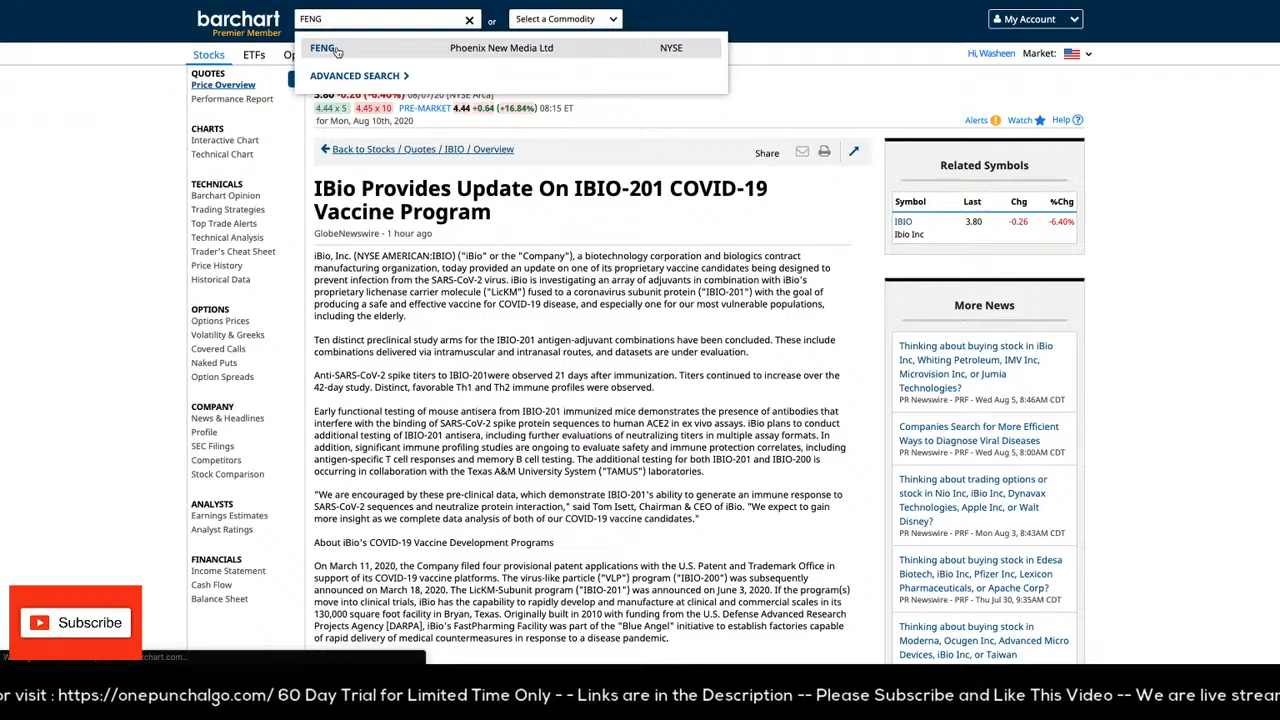 barchart
Premier Member
FENG
or
Select a Commodity
My Account
FENG
Phoenix New Media Ltd
NYSE
ADVANCED SEARCH
Stocks
ETFs
Hi, Washeen
Market:
QUOTES
Price Overview
Performance Report
CHARTS
Interactive Chart
Technical Chart
TECHNICALS
Barchart Opinion
Trading Strategies
Top Trade Alerts
Technical Analysis
Trader's Cheat Sheet
Price History
Historical Data
OPTIONS
Options Prices
Volatility & Greeks
Covered Calls
Naked Puts
Option Spreads
COMPANY
News & Headlines
Profile
SEC Filings
Competitors
Stock Comparison
ANALYSTS
Earnings Estimates
Analyst Ratings
FINANCIALS
Income Statement
Cash Flow
Balance Sheet
3.80 -0.26 (-6.40%) 08/07/20 [NYSE Arca]
4.44 x 5 4.45 x 10 PRE-MARKET 4.44 +0.64 (+16.84%) 08:15 ET
for Mon, Aug 10th, 2020
Alerts Watch Help
Back to Stocks / Quotes / IBIO / Overview
Share
IBio Provides Update On IBIO-201 COVID-19
Vaccine Program
GlobeNewswire - 1 hour ago
iBio, Inc. (NYSE AMERICAN:IBIO) ("iBio" or the "Company"), a biotechnology corporation and biologics contract
manufacturing organization, today provided an update on one of its proprietary vaccine candidates being designed to
prevent infection from the SARS-CoV-2 virus. iBio is investigating an array of adjuvants in combination with iBio's
proprietary lichenase carrier molecule ("LicKM") fused to a coronavirus subunit protein ("IBIO-201") with the goal of
producing a safe and effective vaccine for COVID-19 disease, and especially one for our most vulnerable populations,
including the elderly.
Ten distinct preclinical study arms for the IBIO-201 antigen-adjuvant combinations have been concluded. These include
combinations delivered via intramuscular and intranasal routes, and datasets are under evaluation.
Anti-SARS-CoV-2 spike titers to IBIO-201were observed 21 days after immunization. Titers continued to increase over the
42-day study. Distinct, favorable Th1 and Th2 immune profiles were observed.
Early functional testing of mouse antisera from IBIO-201 immunized mice demonstrates the presence of antibodies that
interfere with the binding of SARS-CoV-2 spike protein sequences to human ACE2 in ex vivo assays. iBio plans to conduct
additional testing of IBIO-201 antisera, including further evaluations of neutralizing titers in multiple assay formats. In
addition, significant immune profiling studies are ongoing to evaluate safety and immune protection correlates, including
antigen-specific T cell responses and memory B cell testing. The additional testing for both IBIO-201 and IBIO-200 is
occurring in collaboration with the Texas A&M University System ("TAMUS") laboratories.
"We are encouraged by these pre-clinical data, which demonstrate IBIO-201's ability to generate an immune response to
SARS-CoV-2 sequences and neutralize protein interaction," said Tom Isett, Chairman & CEO of iBio. "We expect to gain
more insight as we complete data analysis of both of our COVID-19 vaccine candidates."
About iBio's COVID-19 Vaccine Development Programs
On March 11, 2020, the Company filed four provisional patent applications with the U.S. Patent and Trademark Office in
support of its COVID-19 vaccine platforms. The virus-like particle ("VLP") program ("IBIO-200") was subsequently
announced on March 18, 2020. The LicKM-Subunit program ("IBIO-201") was announced on June 3, 2020. If the program(s)
move into clinical trials, iBio has the capability to rapidly develop and manufacture at clinical and commercial scales in its
130,000 square foot facility in Bryan, Texas. Originally built in 2010 with funding from the U.S. Defense Advanced Research
Projects Agency [DARPA], iBio's FastPharming Facility was part of the "Blue Angel" initiative to establish factories capable
of rapid delivery of medical countermeasures in response to a disease pandemic.
Related Symbols
Symbol Last Chg %Chg
IBIO 3.80 -0.26 -6.40%
Ibio Inc
More News
Thinking about buying stock in iBio
Inc, Whiting Petroleum, IMV Inc,
Microvision Inc, or Jumia
Technologies?
PR Newswire - PRF - Wed Aug 5, 8:46AM CDT
Companies Search for More Efficient
Ways to Diagnose Viral Diseases
PR Newswire - PRF - Wed Aug 5, 8:00AM CDT
Thinking about trading options or
stock in Nio Inc, iBio Inc, Dynavax
Technologies, Apple Inc, or Walt
Disney?
PR Newswire - PRF - Mon Aug 3, 8:43AM CDT
Thinking about buying stock in Edesa
Biotech, iBio Inc, Pfizer Inc, Lexicon
Pharmaceuticals, or Apache Corp?
PR Newswire - PRF - Thu Jul 30, 9:35AM CDT
Thinking about buying stock in
Moderna, Ocugen Inc, Advanced Micro
Devices, iBio Inc, or Taiwan
Subscribe
or visit : https://onepunchalgo.com/ 60 Day Trial for Limited Time Only - - Links are in the Description -- Please Subscribe and Like This Video -- We are live strea